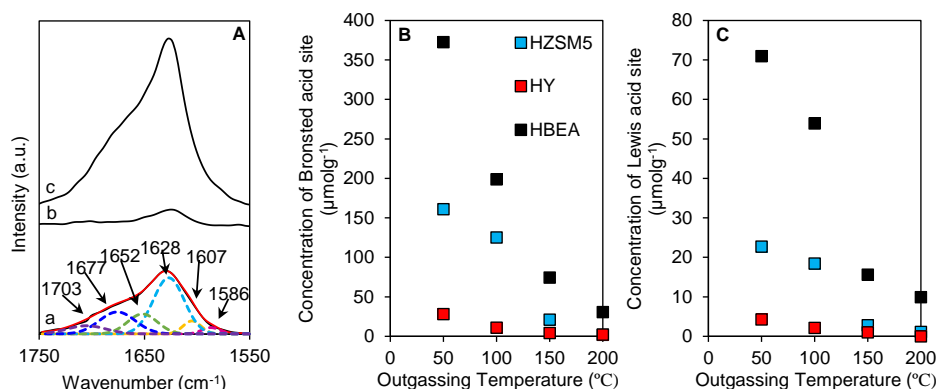 A
Intensity (a.u.)
c
b
a
1703
1677
1652
1628
1607
1586
1750
1650
1550
Wavenumber (cm⁻¹)
B
Concentration of Bronsted acid site
(µmolg⁻¹)
400
350
300
250
200
150
100
50
0
HZSM5
HY
HBEA
0
50
100
150
200
Outgassing Temperature (ºC)
C
Concentration of Lewis acid site
(µmolg⁻¹)
80
70
60
50
40
30
20
10
0
0
50
100
150
200
Outgassing Temperature (ºC)